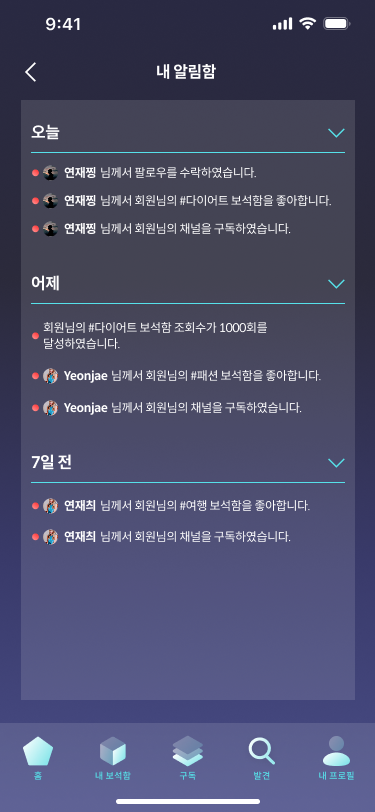 9:41
내 알림함
오늘
연재찡 님께서 팔로우를 수락하였습니다.
연재찡 님께서 회원님의 #다이어트 보석함을 좋아합니다.
연재찡 님께서 회원님의 채널을 구독하였습니다.
어제
회원님의 #다이어트 보석함 조회수가 1000회를
달성하였습니다.
Yeonjae 님께서 회원님의 #패션 보석함을 좋아합니다.
Yeonjae 님께서 회원님의 채널을 구독하였습니다.
7일 전
연재최 님께서 회원님의 #여행 보석함을 좋아합니다.
연재최 님께서 회원님의 채널을 구독하였습니다.
홈 내 보석함 구독 발견 내 프로필